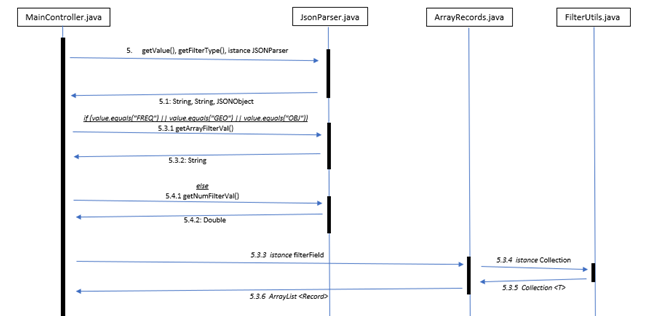 MainController.java
JsonParser.java
ArrayRecords.java
FilterUtils.java
5. getValue(), getFilterType(), istance JSONParser
5.1: String, String, JSONObject
if (value.equals("FREQ") || value.equals("GEO") || value.equals("OBJ"))
5.3.1 getArrayFilterVal()
5.3.2: String
else
5.4.1 getNumFilterVal()
5.4.2: Double
5.3.3 istance filterField
5.3.4 istance Collection
5.3.5 Collection <T>
5.3.6 ArrayList <Record>